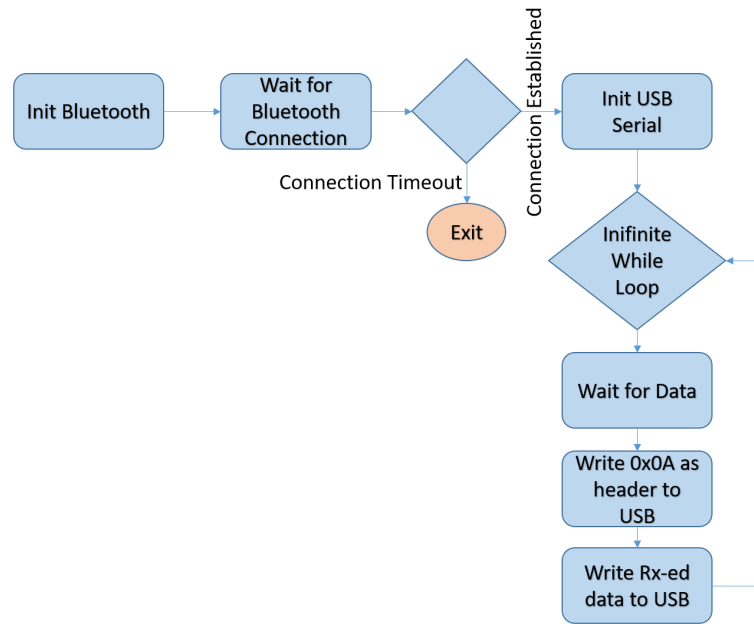 Init Bluetooth
Wait for
Bluetooth
Connection
Connection Established
Init USB
Serial
Connection Timeout
Exit
Inifinite
While
Loop
Wait for Data
Write 0x0A as
header to
USB
Write Rx-ed
data to USB